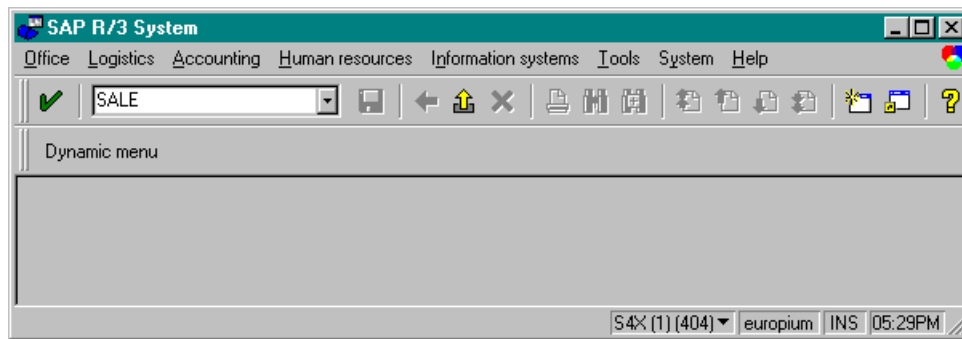 SAP R/3 System
Office Logistics Accounting Human resources Information systems Tools System Help
SALE
Dynamic menu
S4X (1) (404) europium INS 05:29PM